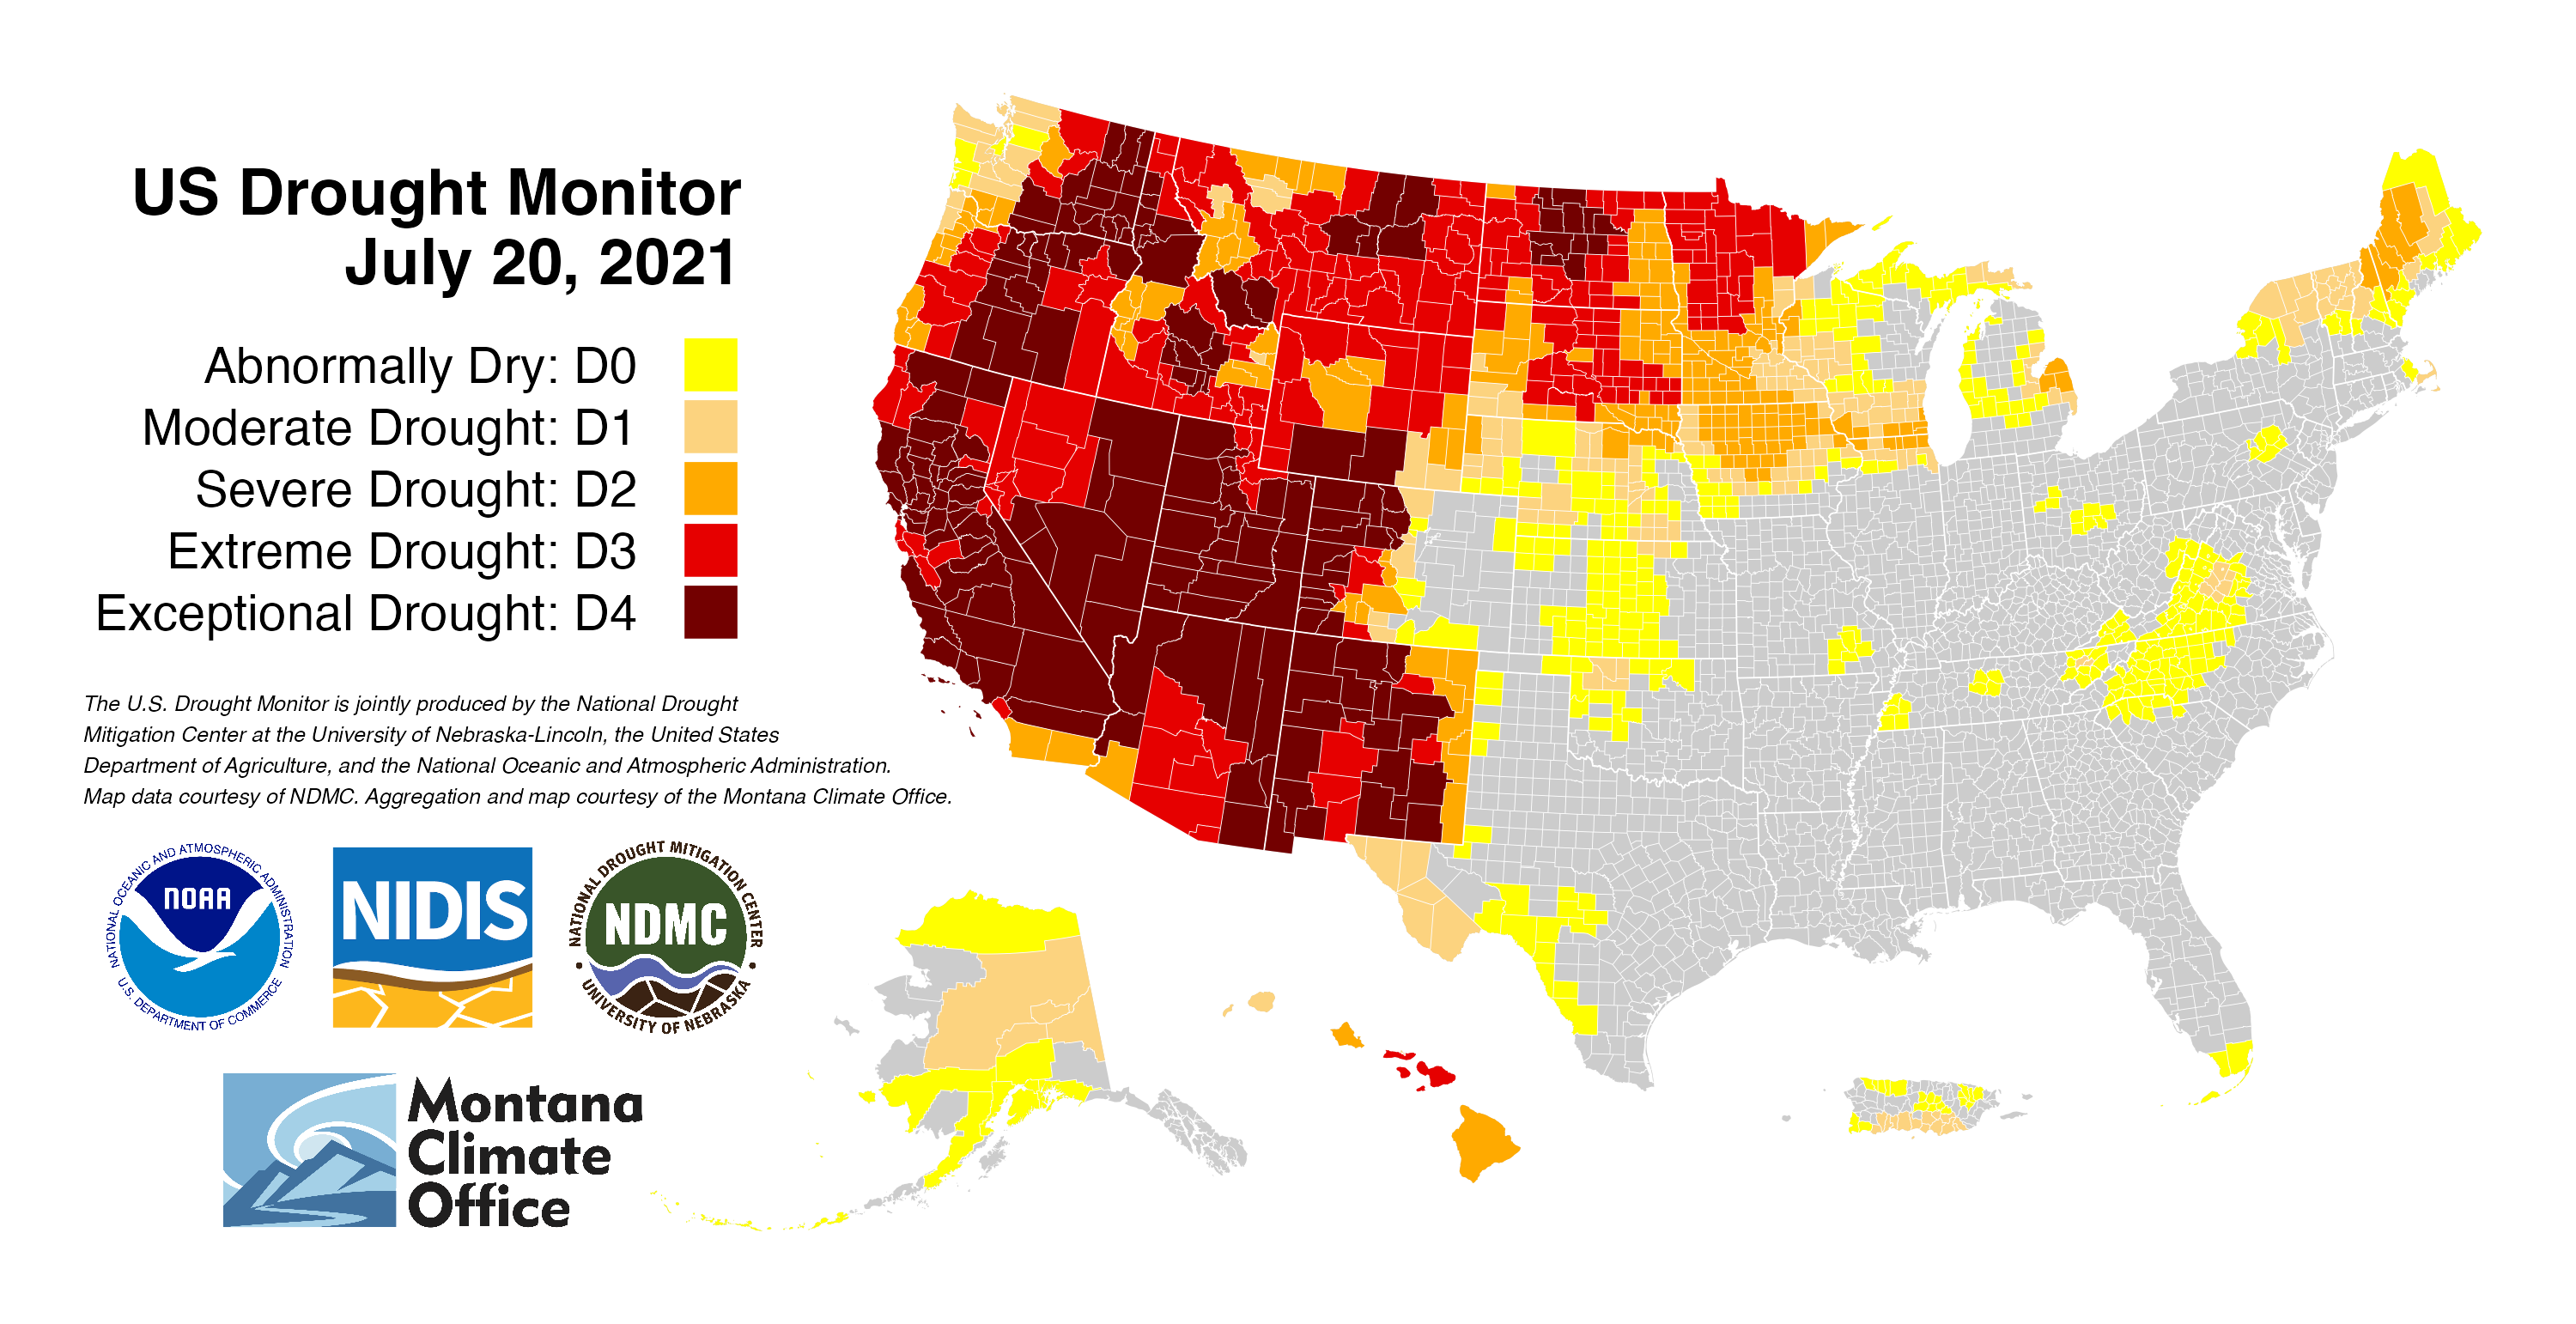 US Drought Monitor
July 20, 2021
Abnormally Dry: D0
Moderate Drought: D1
Severe Drought: D2
Extreme Drought: D3
Exceptional Drought: D4
The U.S. Drought Monitor is jointly produced by the National Drought
Mitigation Center at the University of Nebraska-Lincoln, the United States
Department of Agriculture, and the National Oceanic and Atmospheric Administration.
Map data courtesy of NDMC. Aggregation and map courtesy of the Montana Climate Office.
NATIONAL OCEANIC AND ATMOSPHERIC ADMINISTRATION
NOAA
U.S. DEPARTMENT OF COMMERCE
NIDIS
NATIONAL DROUGHT MITIGATION CENTER
NDMC
UNIVERSITY OF NEBRASKA
Montana
Climate
Office